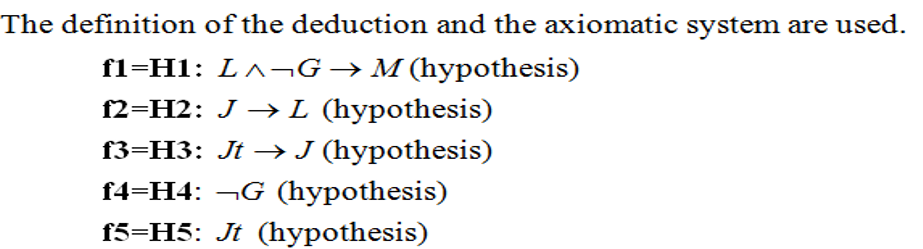 The definition of the deduction and the axiomatic system are used.
f1=H1: L ∧ ¬G → M (hypothesis)
f2=H2: J → L (hypothesis)
f3=H3: Jt → J (hypothesis)
f4=H4: ¬G (hypothesis)
f5=H5: Jt (hypothesis)